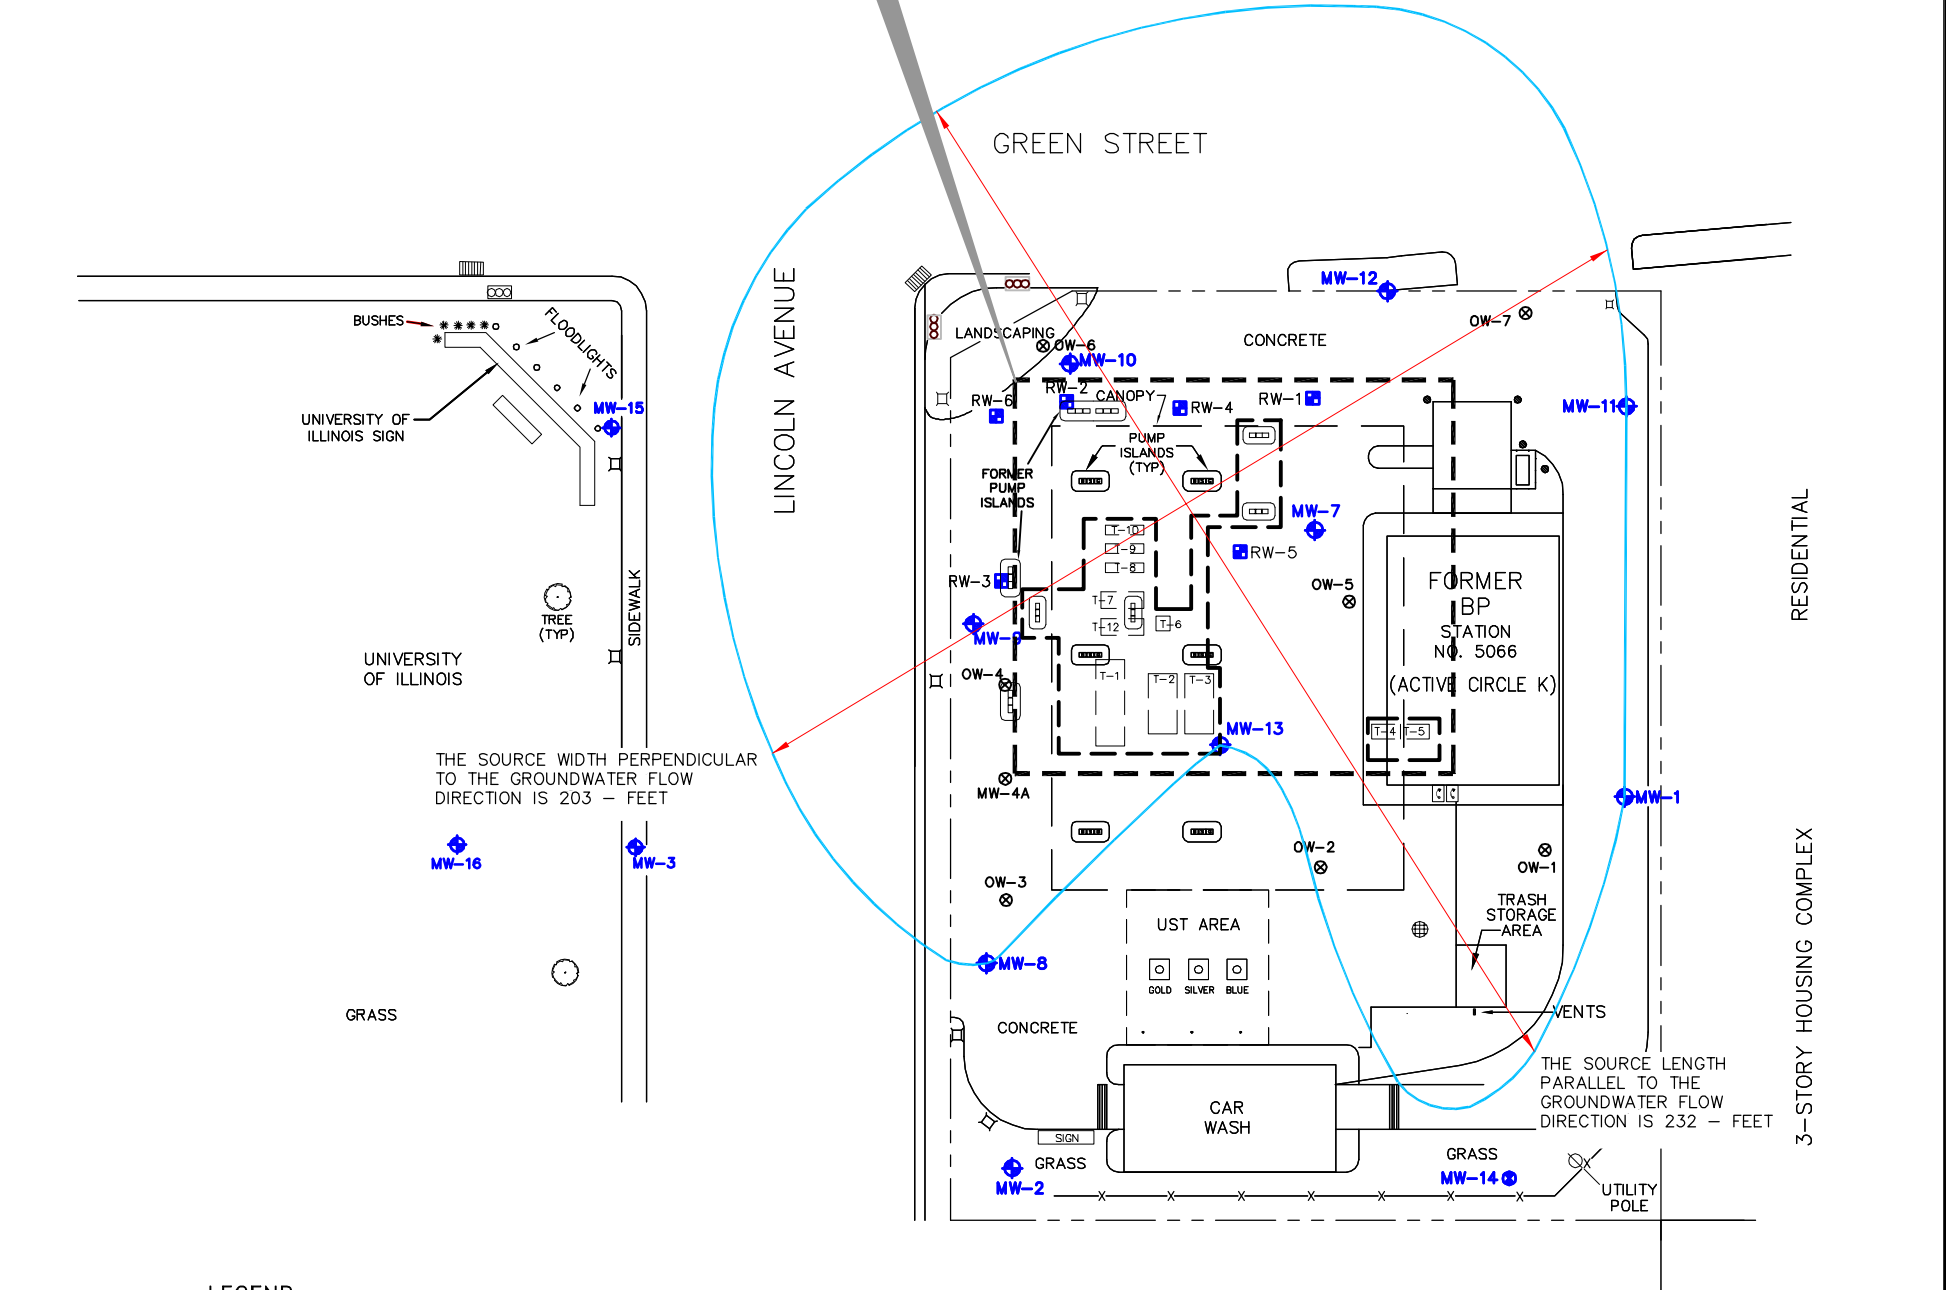 GREEN STREET
LINCOLN AVENUE
MW-12
OW-7
BUSHES
FLOODLIGHTS
LANDSCAPING
OW-6
MW-10
CONCRETE
UNIVERSITY OF
ILLINOIS SIGN
MW-15
RW-6
RW-2
CANOPY
RW-4
RW-1
MW-11
PUMP
ISLANDS
(TYP)
FORMER
PUMP
ISLANDS
MW-7
RW-5
T-10
T-9
T-8
T-7
T-12
T-6
RW-3
MW-9
OW-5
FORMER
BP
STATION
NO. 5066
(ACTIVE CIRCLE K)
RESIDENTIAL
TREE
(TYP)
SIDEWALK
UNIVERSITY
OF ILLINOIS
OW-4
T-1
T-2
T-3
T-4
T-5
MW-13
THE SOURCE WIDTH PERPENDICULAR
TO THE GROUNDWATER FLOW
DIRECTION IS 203 - FEET
MW-4A
MW-1
MW-16
MW-3
OW-2
OW-1
OW-3
TRASH
STORAGE
AREA
UST AREA
GOLD
SILVER
BLUE
MW-8
GRASS
CONCRETE
VENTS
3-STORY HOUSING COMPLEX
THE SOURCE LENGTH
PARALLEL TO THE
GROUNDWATER FLOW
DIRECTION IS 232 - FEET
CAR
WASH
SIGN
GRASS
MW-2
GRASS
MW-14
UTILITY
POLE
LEGEND